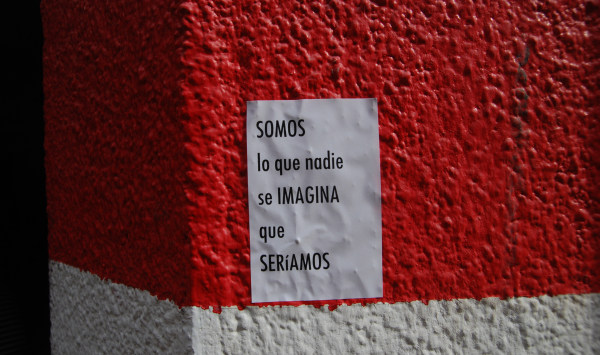 SOMOS
lo que nadie
se IMAGINA
que
SERíAMOS